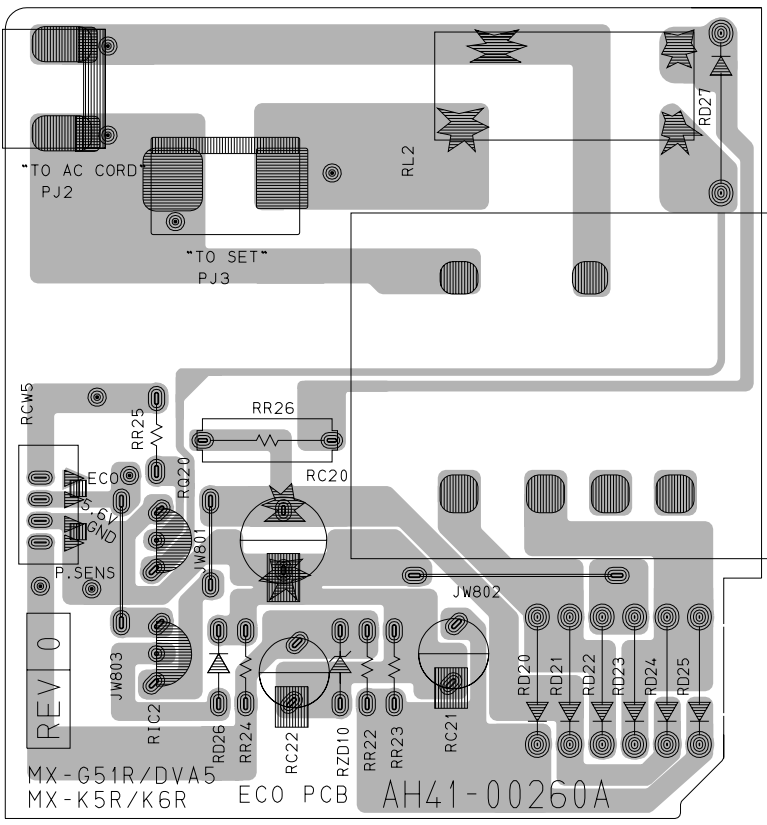 RD27
RL2
"TO AC CORD"
PJ2
"TO SET"
PJ3
RCW5
RR25
RR26
RC20
RQ20
ECO
5.6V
GND
P.SENS
JW801
JW802
REV 0
JW803
RIC2
RD26
RR24
RC22
RZD10
RR22
RR23
RC21
RD20
RD21
RD22
RD23
RD24
RD25
MX-G51R/DVA5
MX-K5R/K6R
ECO PCB
AH41-00260A